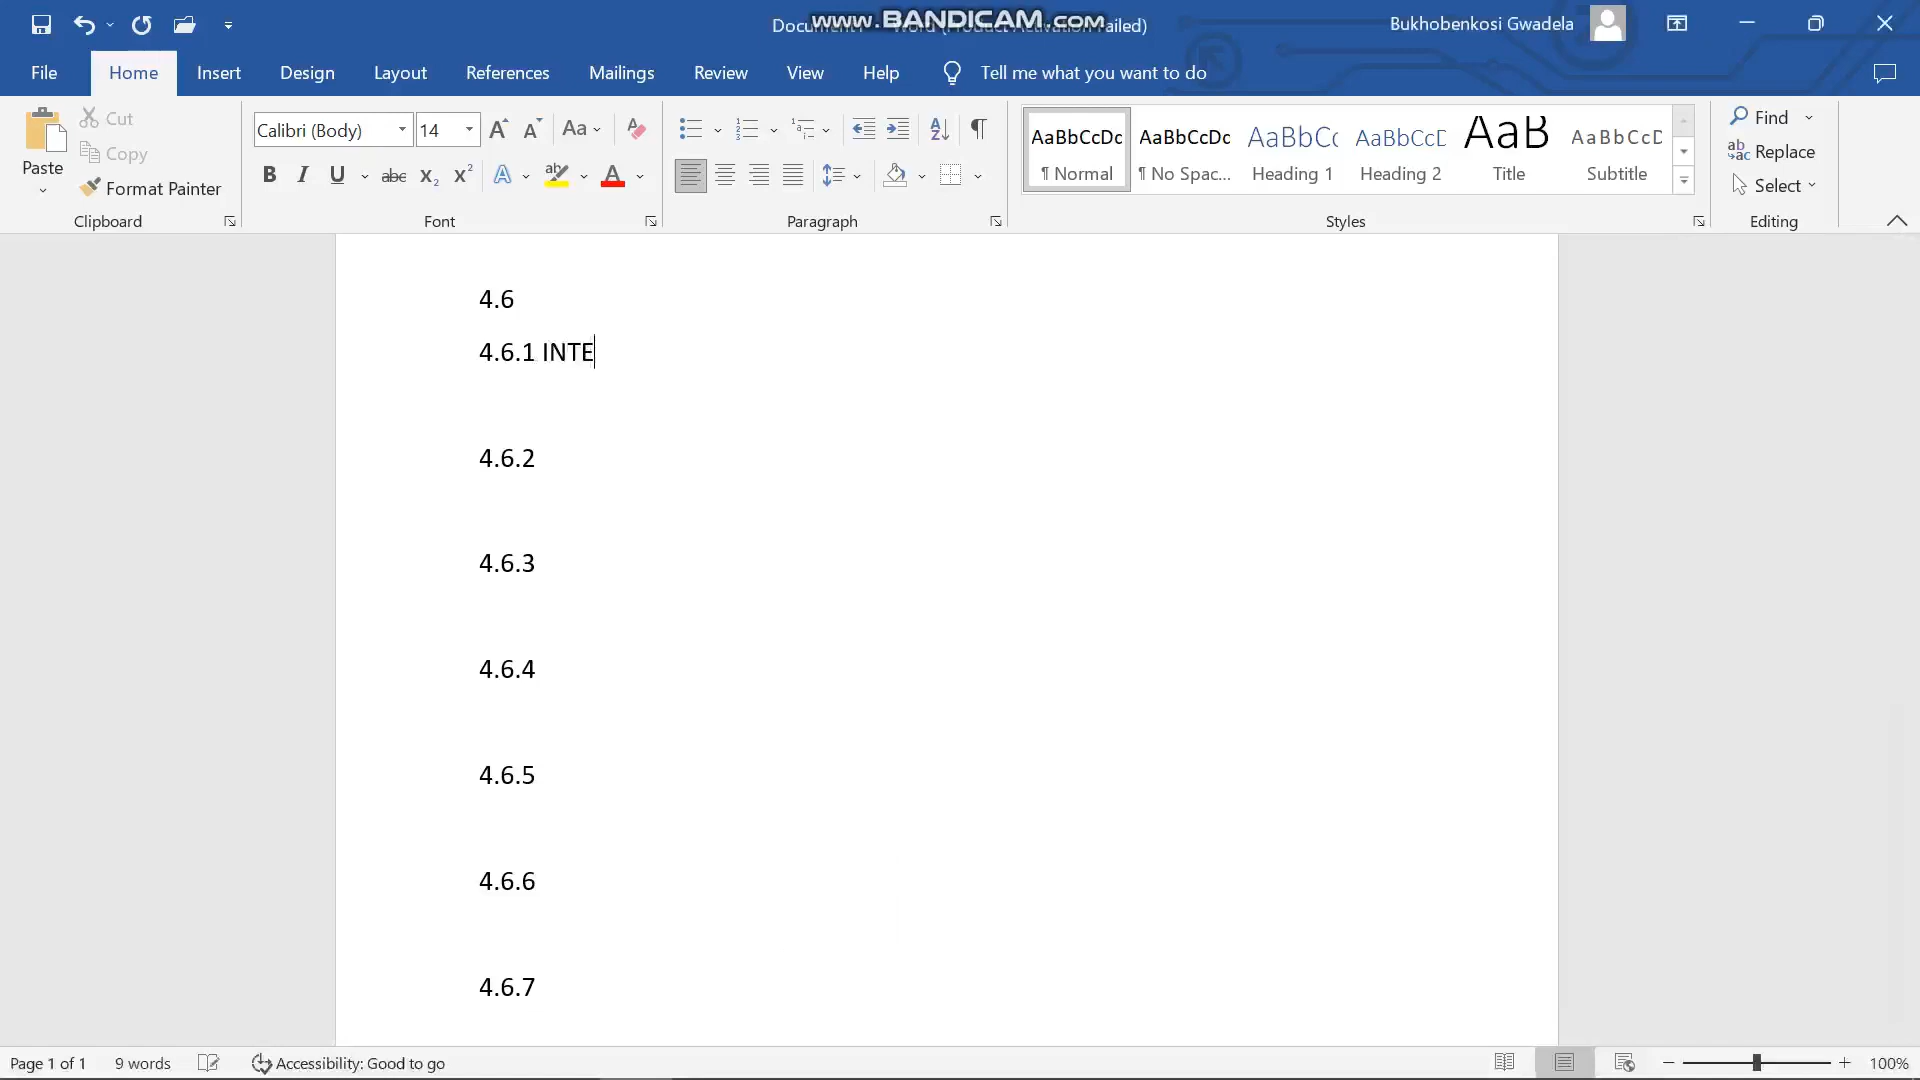 www.BANDICAM.com
ailed)
Bukhobenkosi Gwadela
File
Home
Insert
Design
Layout
References
Mailings
Review
View
Help
Tell me what you want to do
Paste
Cut
Copy
Format Painter
Clipboard
Calibri (Body)
14
Font
Paragraph
AaBbCcDc
¶ Normal
AaBbCcDc
¶ No Spac...
AaBbCc
Heading 1
AaBbCcD
Heading 2
AaB
Title
AaBbCcD
Subtitle
Styles
Find
Replace
Select
Editing
4.6
4.6.1 INTE
4.6.2
4.6.3
4.6.4
4.6.5
4.6.6
4.6.7
Page 1 of 1
9 words
Accessibility: Good to go
100%